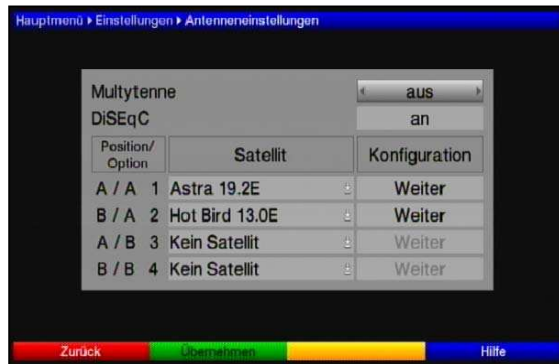 Hauptmenü ▸ Einstellungen ▸ Antenneneinstellungen
Multytenne aus
DiSEqC an
Position/ Option Satellit Konfiguration
A / A 1 Astra 19.2E Weiter
B / A 2 Hot Bird 13.0E Weiter
A / B 3 Kein Satellit Weiter
B / B 4 Kein Satellit Weiter
Zurück Übernehmen Hilfe